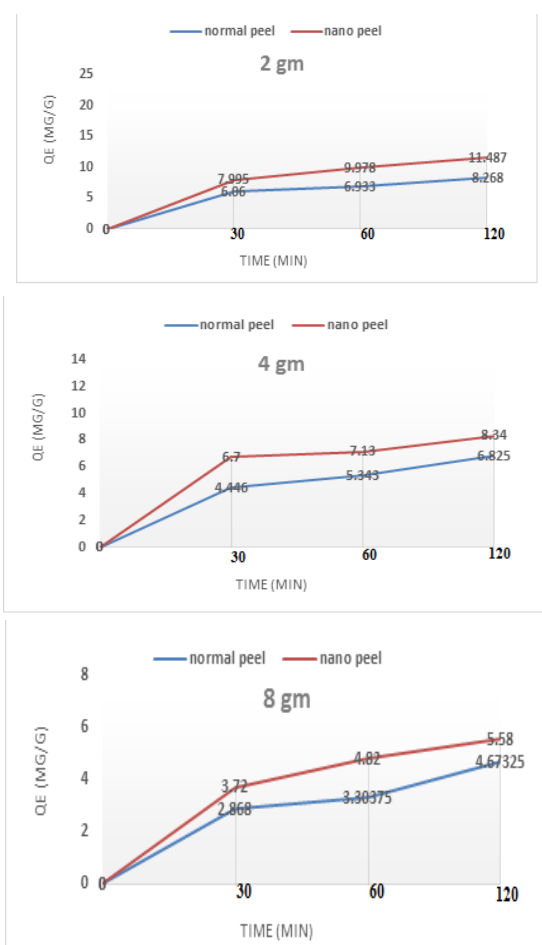 normal peel nano peel
2 gm
25
20
15
10
5
0
QE (MG/G)
0
7.995
6.06
9.978
6.933
11.487
8.268
30 60 120
TIME (MIN)
normal peel nano peel
4 gm
14
12
10
8
6
4
2
0
QE (MG/G)
0
6.7
4.446
7.13
5.343
8.34
6.825
30 60 120
TIME (MIN)
normal peel nano peel
8 gm
8
6
4
2
0
QE (MG/G)
0
3.72
2.868
4.82
3.30375
5.58
4.67325
30 60 120
TIME (MIN)